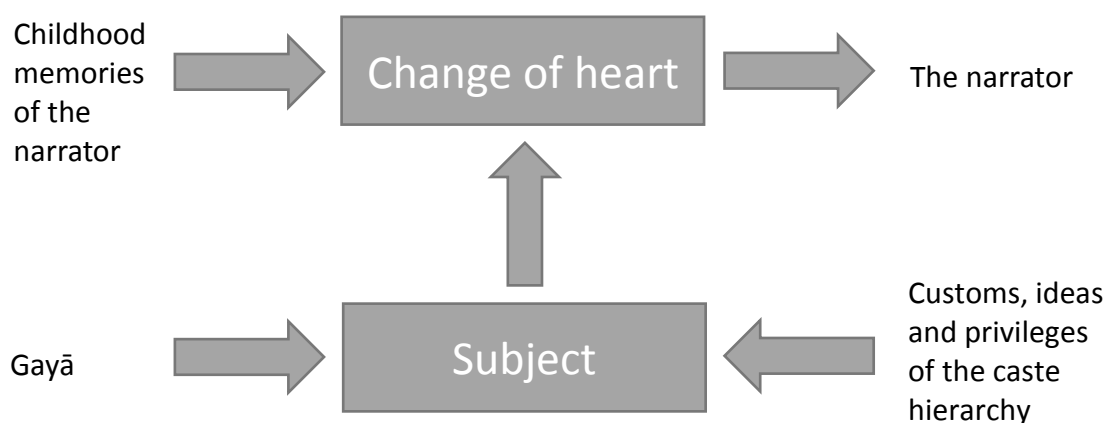 Childhood
memories
of the
narrator
Change of heart
The narrator
Gayā
Subject
Customs, ideas
and privileges
of the caste
hierarchy